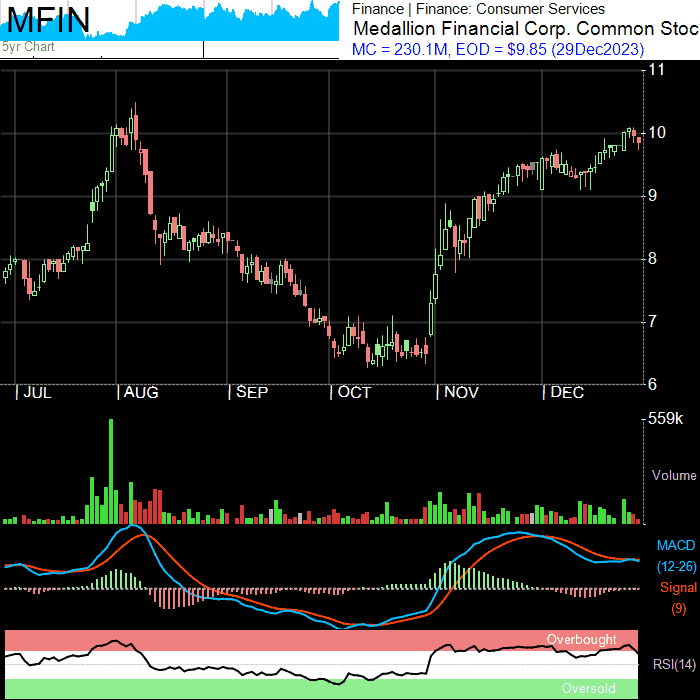 MFIN
5yr Chart
Finance | Finance: Consumer Services
Medallion Financial Corp. Common Stoc
MC = 230.1M, EOD = $9.85 (29Dec2023)
11
10
9
8
7
6
| JUL | AUG | SEP | OCT | NOV | DEC
559k
Volume
MACD
(12-26)
Signal
(9)
Overbought
RSI(14)
Oversold